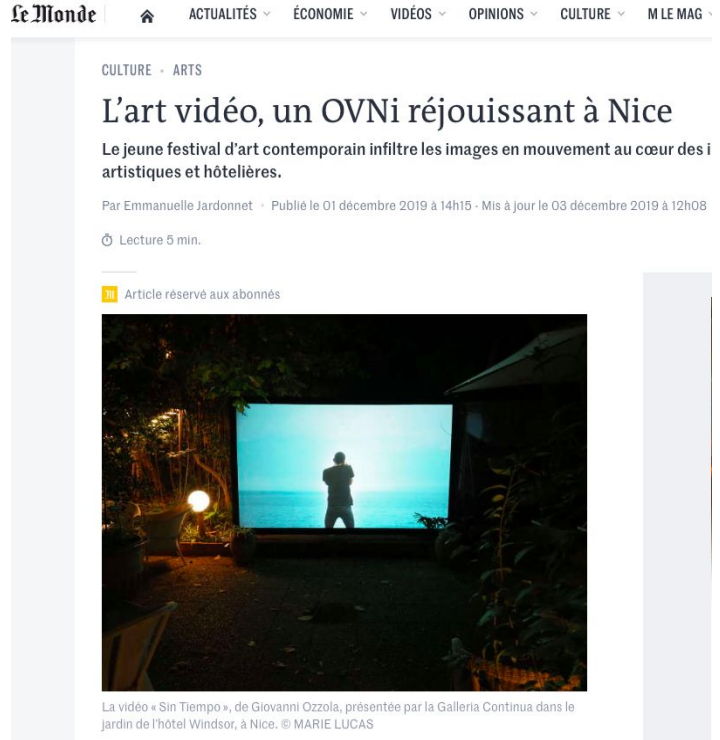 Le Monde ACTUALITÉS ÉCONOMIE VIDÉOS OPINIONS CULTURE M LE MAG
CULTURE • ARTS
L’art vidéo, un OVNi réjouissant à Nice
Le jeune festival d’art contemporain infiltre les images en mouvement au cœur des
artistiques et hôtelières.
Par Emmanuelle Jardonnet • Publié le 01 décembre 2019 à 14h15 - Mis à jour le 03 décembre 2019 à 12h08
Lecture 5 min.
M Article réservé aux abonnés
La vidéo « Sin Tiempo », de Giovanni Ozzola, présentée par la Galleria Continua dans le
jardin de l’hôtel Windsor, à Nice. © MARIE LUCAS